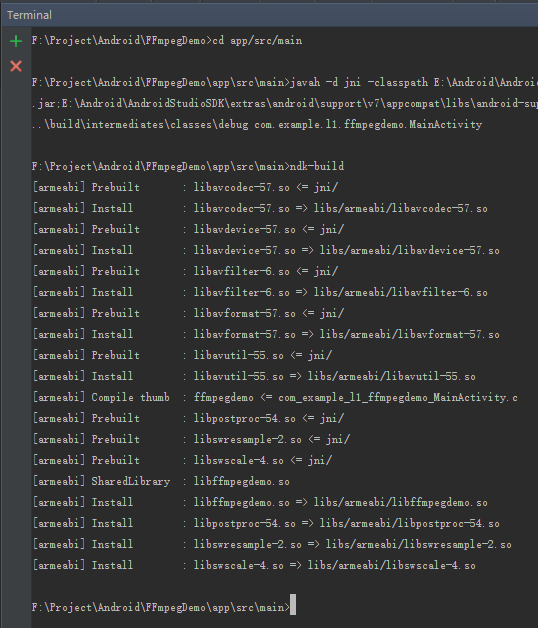 Terminal
F:\Project\Android\FFmpegDemo>cd app/src/main
F:\Project\Android\FFmpegDemo\app\src\main>javah -d jni -classpath E:\Android\Android
.jar;E:\Android\AndroidStudioSDK\extras\android\support\v7\appcompat\libs\android-sup
..\build\intermediates\classes\debug com.example.l1.ffmpegdemo.MainActivity
F:\Project\Android\FFmpegDemo\app\src\main>ndk-build
[armeabi] Prebuilt : libavcodec-57.so <= jni/
[armeabi] Install : libavcodec-57.so => libs/armeabi/libavcodec-57.so
[armeabi] Prebuilt : libavdevice-57.so <= jni/
[armeabi] Install : libavdevice-57.so => libs/armeabi/libavdevice-57.so
[armeabi] Prebuilt : libavfilter-6.so <= jni/
[armeabi] Install : libavfilter-6.so => libs/armeabi/libavfilter-6.so
[armeabi] Prebuilt : libavformat-57.so <= jni/
[armeabi] Install : libavformat-57.so => libs/armeabi/libavformat-57.so
[armeabi] Prebuilt : libavutil-55.so <= jni/
[armeabi] Install : libavutil-55.so => libs/armeabi/libavutil-55.so
[armeabi] Compile thumb : ffmpegdemo <= com_example_l1_ffmpegdemo_MainActivity.c
[armeabi] Prebuilt : libpostproc-54.so <= jni/
[armeabi] Prebuilt : libswresample-2.so <= jni/
[armeabi] Prebuilt : libswscale-4.so <= jni/
[armeabi] SharedLibrary : libffmpegdemo.so
[armeabi] Install : libffmpegdemo.so => libs/armeabi/libffmpegdemo.so
[armeabi] Install : libpostproc-54.so => libs/armeabi/libpostproc-54.so
[armeabi] Install : libswresample-2.so => libs/armeabi/libswresample-2.so
[armeabi] Install : libswscale-4.so => libs/armeabi/libswscale-4.so
F:\Project\Android\FFmpegDemo\app\src\main>